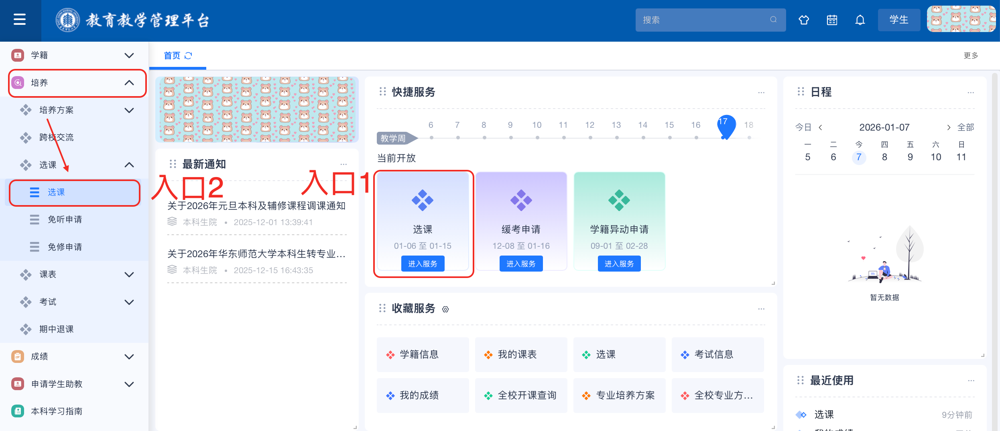 教育教学管理平台
搜索
学生
学籍
培养
培养方案
跨校交流
选课
选课
免听申请
免修申请
课表
考试
期中退课
成绩
申请学生助教
本科学习指南
首页
更多
最新通知
入口2
入口1
关于2026年元旦本科及辅修课程调课通知
本科生院 • 2025-12-01 13:39:41
关于2026年华东师范大学本科生转专业...
本科生院 • 2025-12-15 16:43:35
快捷服务
教学周
6 7 8 9 10 11 12 13 14 15 16 17 18
当前开放
选课
01-06 至 01-15
进入服务
缓考申请
12-08 至 01-16
进入服务
学籍异动申请
09-01 至 02-28
进入服务
收藏服务
学籍信息
我的课表
选课
考试信息
我的成绩
全校开课查询
专业培养方案
全校专业方...
日程
今日 < 2026-01-07 > 全部
一 二 今 四 五 六 日
5 6 7 8 9 10 11
暂无数据
最近使用
选课 9分钟前